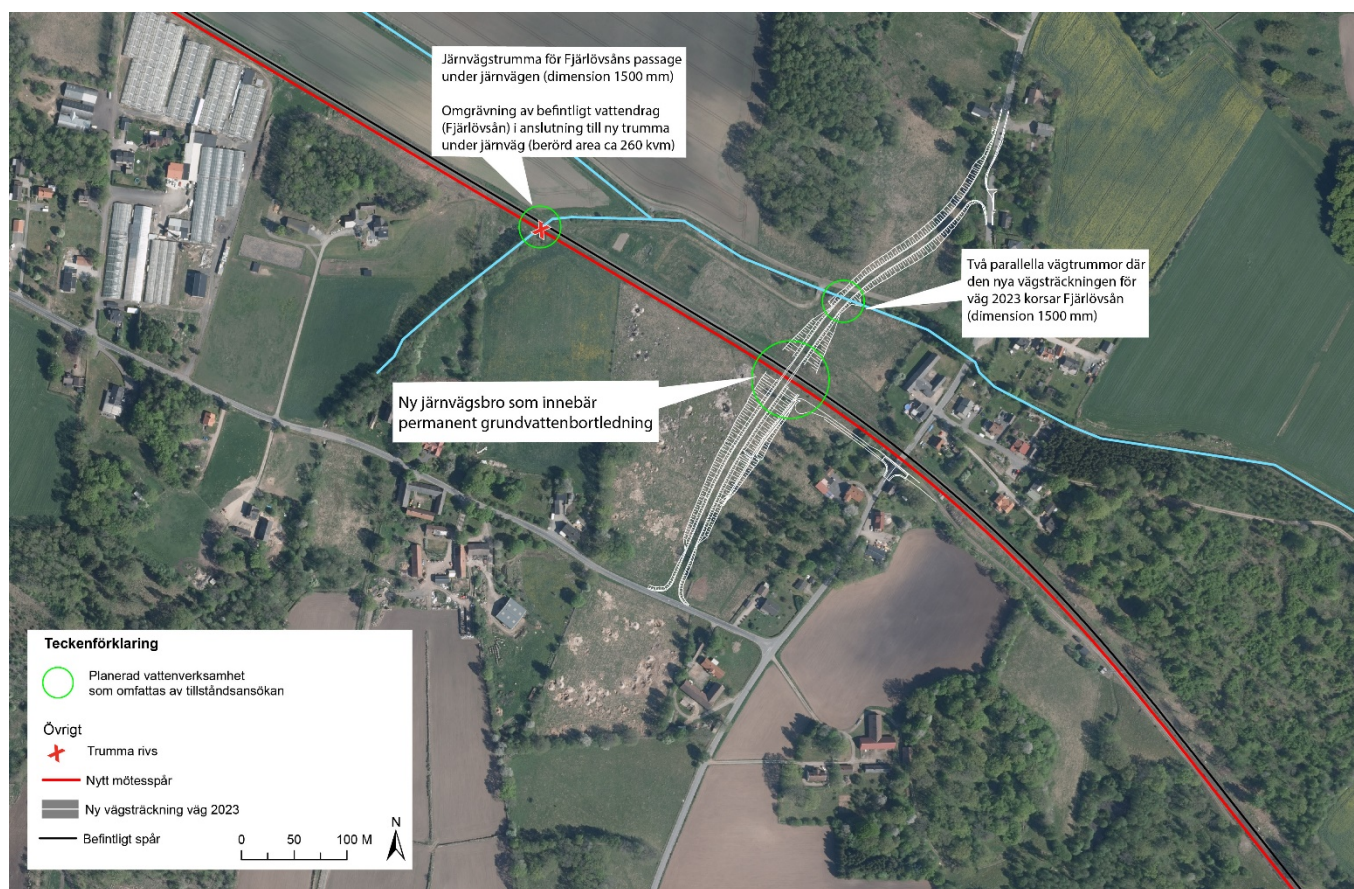 Järnvägstrumma för Fjärlövsåns passage
under järnvägen (dimension 1500 mm)
Omgrävning av befintligt vattendrag
(Fjärlövsån) i anslutning till ny trumma
under järnväg (berörd area ca 260 kvm)
Två parallella vägtrummor där
den nya vägsträckningen för
väg 2023 korsar Fjärlövsån
(dimension 1500 mm)
Ny järnvägsbro som innebär
permanent grundvattenbortledning
Teckenförklaring
Planerad vattenverksamhet
som omfattas av tillståndsansökan
Övrigt
Trumma rivs
Nytt mötesspår
Ny vägsträckning väg 2023
Befintligt spår
0 50 100 M
N